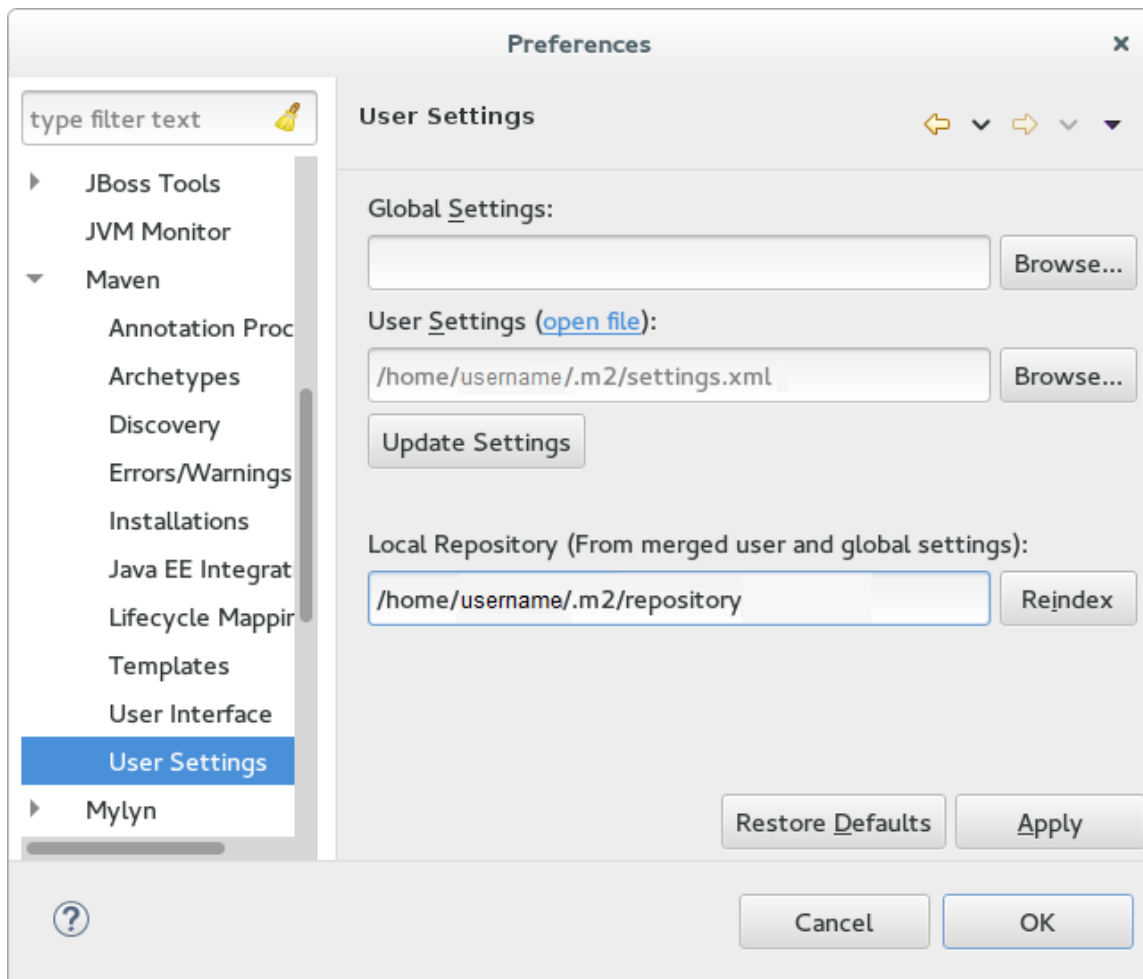 Preferences
type filter text
JBoss Tools
JVM Monitor
Maven
Annotation Proc
Archetypes
Discovery
Errors/Warnings
Installations
Java EE Integrat
Lifecycle Mappin
Templates
User Interface
User Settings
Mylyn
User Settings
Global Settings:
Browse...
User Settings (open file):
/home/username/.m2/settings.xml
Browse...
Update Settings
Local Repository (From merged user and global settings):
/home/username/.m2/repository
Reindex
Restore Defaults
Apply
?
Cancel
OK